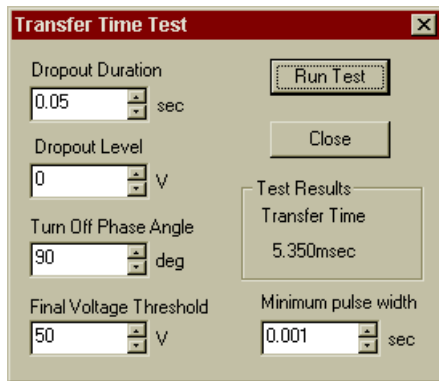 Transfer Time Test
Dropout Duration
0.05 sec
Run Test
Dropout Level
0 V
Close
Turn Off Phase Angle
90 deg
Test Results
Transfer Time
5.350msec
Final Voltage Threshold
50 V
Minimum pulse width
0.001 sec